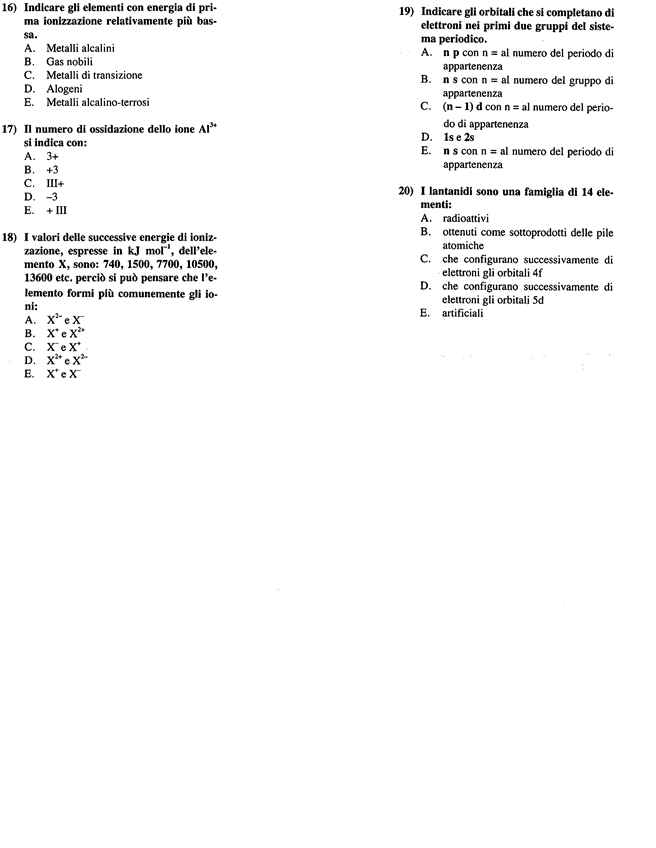 16) Indicare gli elementi con energia di pri-
ma ionizzazione relativamente più bas-
sa.
A. Metalli alcalini
B. Gas nobili
C. Metalli di transizione
D. Alogeni
E. Metalli alcalino-terrosi
17) Il numero di ossidazione dello ione Al³⁺
si indica con:
A. 3+
B. +3
C. III+
D. –3
E. + III
18) I valori delle successive energie di ioniz-
zazione, espresse in kJ mol⁻¹, dell'ele-
mento X, sono: 740, 1500, 7700, 10500,
13600 etc. perciò si può pensare che l'e-
lemento formi più comunemente gli io-
ni:
A. X²⁻ e X⁻
B. X⁺ e X²⁺
C. X⁻ e X⁺
D. X²⁺ e X²⁻
E. X⁺ e X⁻
19) Indicare gli orbitali che si completano di
elettroni nei primi due gruppi del siste-
ma periodico.
A. n p con n = al numero del periodo di
appartenenza
B. n s con n = al numero del gruppo di
appartenenza
C. (n – 1) d con n = al numero del perio-
do di appartenenza
D. 1s e 2s
E. n s con n = al numero del periodo di
appartenenza
20) I lantanidi sono una famiglia di 14 ele-
menti:
A. radioattivi
B. ottenuti come sottoprodotti delle pile
atomiche
C. che configurano successivamente di
elettroni gli orbitali 4f
D. che configurano successivamente di
elettroni gli orbitali 5d
E. artificiali